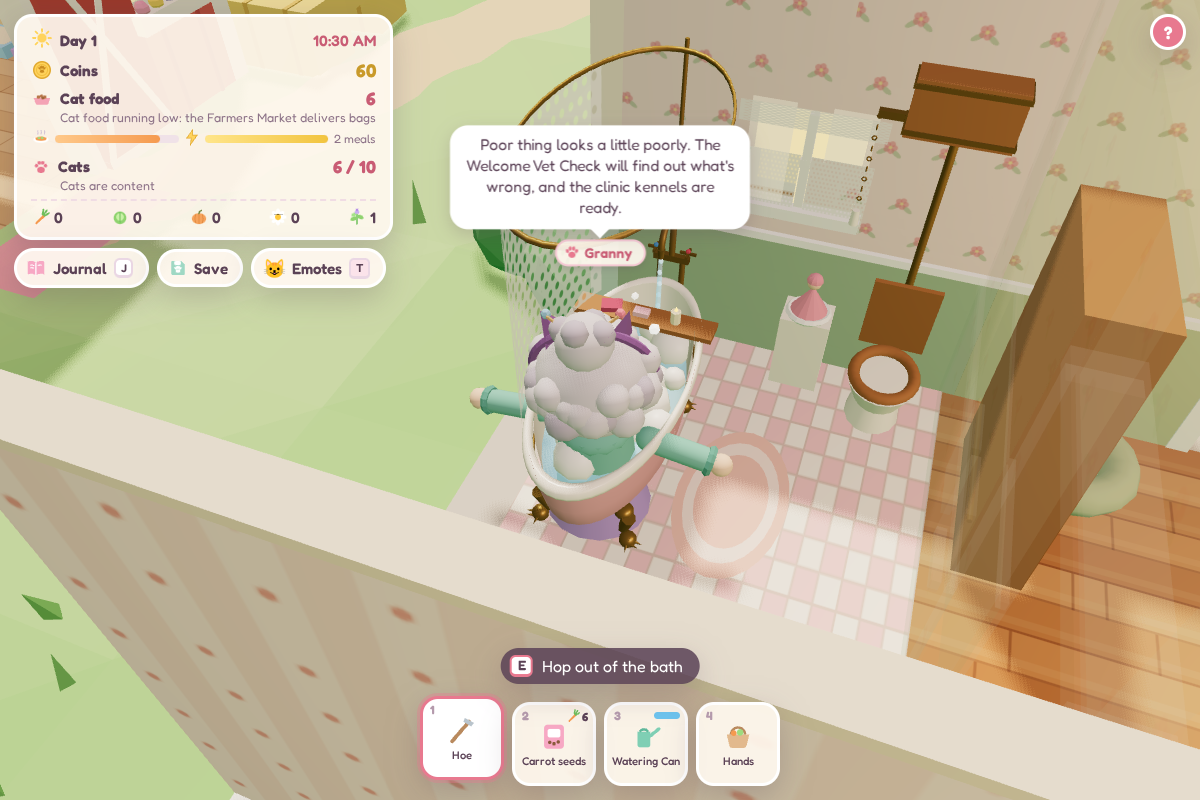 Day 1
10:30 AM
Coins
60
Cat food
6
Cat food running low: the Farmers Market delivers bags
2 meals
Cats
6 / 10
Cats are content
0
0
0
0
1
Journal J
Save
Emotes T
?
Poor thing looks a little poorly. The
Welcome Vet Check will find out what's
wrong, and the clinic kennels are
ready.
Granny
E Hop out of the bath
1
Hoe
2
6
Carrot seeds
3
Watering Can
4
Hands